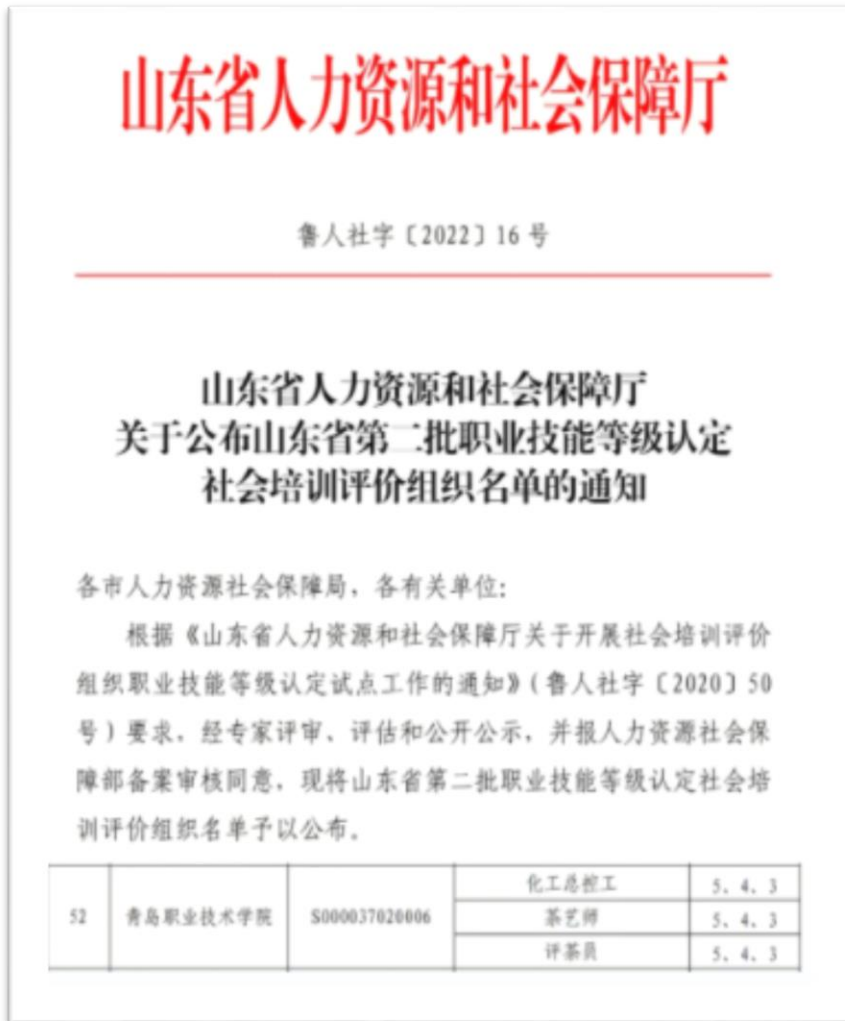 山东省人力资源和社会保障厅
鲁人社字〔2022〕16 号
山东省人力资源和社会保障厅
关于公布山东省第二批职业技能等级认定
社会培训评价组织名单的通知
各市人力资源社会保障局，各有关单位：
根据《山东省人力资源和社会保障厅关于开展社会培训评价
组织职业技能等级认定试点工作的通知》（鲁人社字〔2020〕50
号）要求，经专家评审、评估和公开公示，并报人力资源社会保
障部备案审核同意，现将山东省第二批职业技能等级认定社会培
训评价组织名单予以公布。
化工总控工 5、4、3
52 青岛职业技术学院 S000037020006 茶艺师 5、4、3
评茶员 5、4、3